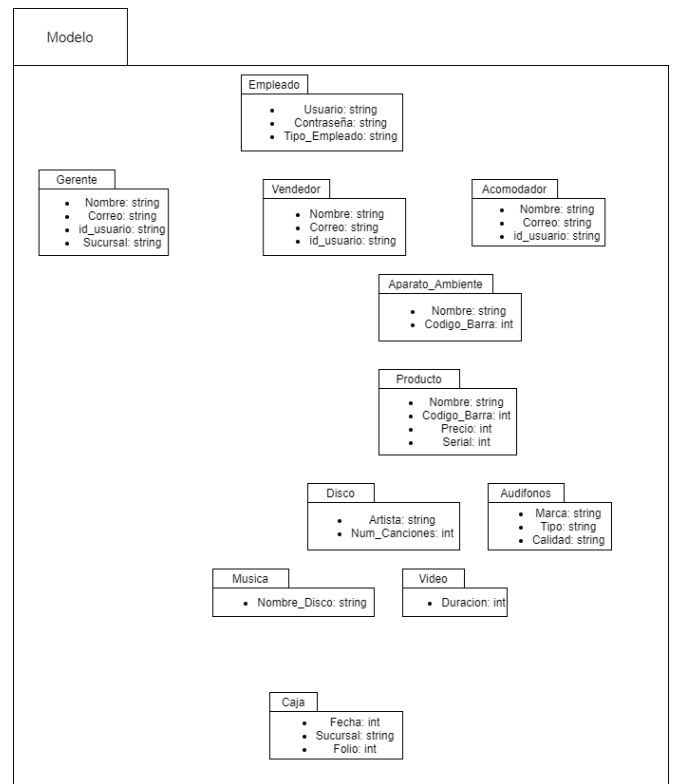 Modelo
Empleado
Usuario: string
Contraseña: string
Tipo_Empleado: string
Gerente
Nombre: string
Correo: string
id_usuario: string
Sucursal: string
Vendedor
Nombre: string
Correo: string
id_usuario: string
Acomodador
Nombre: string
Correo: string
id_usuario: string
Aparato_Ambiente
Nombre: string
Codigo_Barra: int
Producto
Nombre: string
Codigo_Barra: int
Precio: int
Serial: int
Disco
Artista: string
Num_Canciones: int
Audifonos
Marca: string
Tipo: string
Calidad: string
Musica
Nombre_Disco: string
Video
Duracion: int
Caja
Fecha: int
Sucursal: string
Folio: int